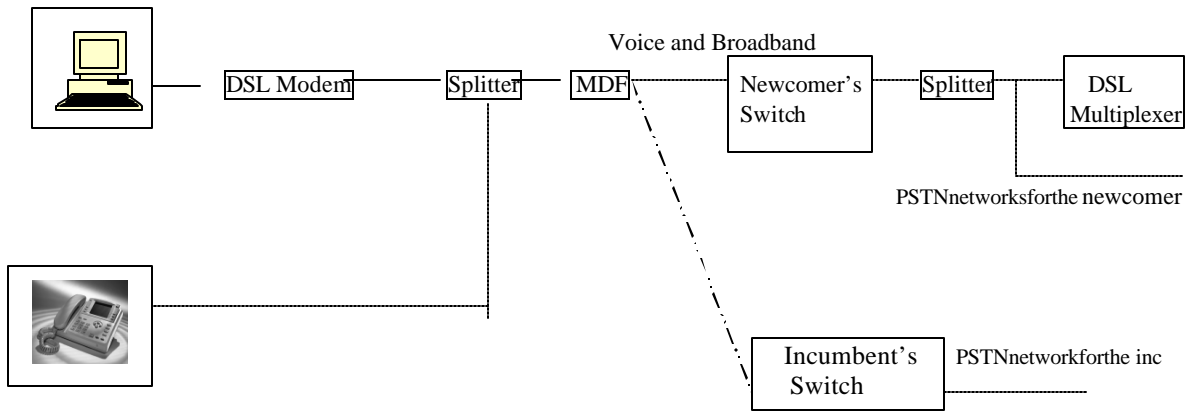 Voice and Broadband
DSL Modem
Splitter
MDF
Newcomer's
Switch
Splitter
DSL
Multiplexer
PSTNnetworksforthe newcomer
Incumbent's
Switch
PSTNnetworkforthe inc